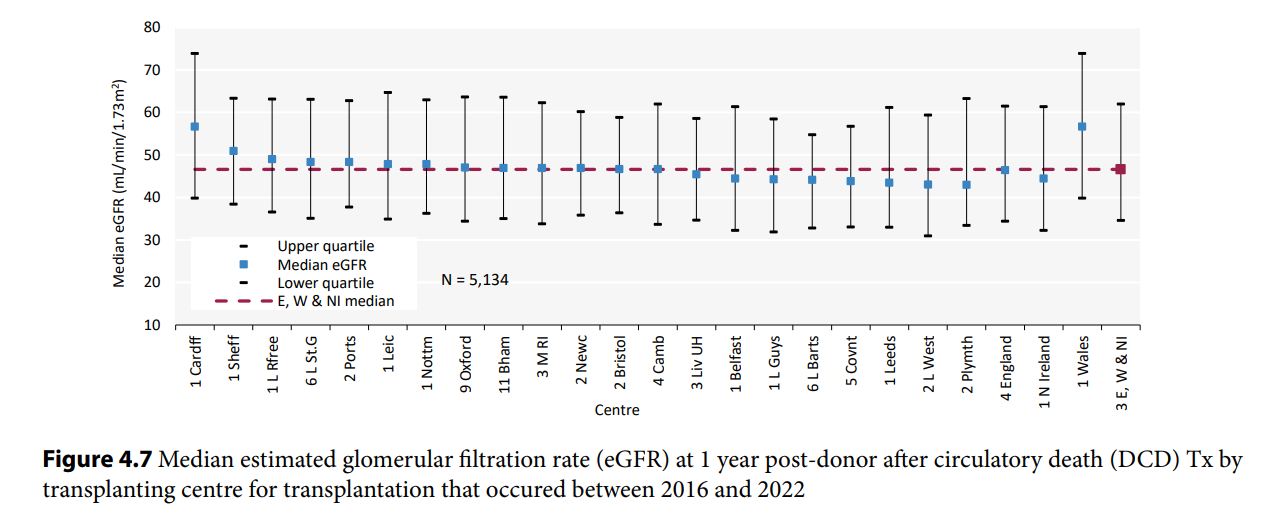 80
70
60
50
40
30
20
10
Median eGFR (mL/min/1.73m²)
Upper quartile
Median eGFR
Lower quartile
E, W & NI median
N = 5,134
1 Cardff
1 Sheff
1 L Rfree
6 L St.G
2 Ports
1 Leic
1 Nottm
9 Oxford
11 Bham
3 M RI
2 Newc
2 Bristol
4 Camb
3 Liv UH
1 Belfast
1 L Guys
6 L Barts
5 Covnt
1 Leeds
2 L West
2 Plymth
4 England
1 N Ireland
1 Wales
3 E, W & NI
Centre
Figure 4.7 Median estimated glomerular filtration rate (eGFR) at 1 year post-donor after circulatory death (DCD) Tx by
transplanting centre for transplantation that occured between 2016 and 2022